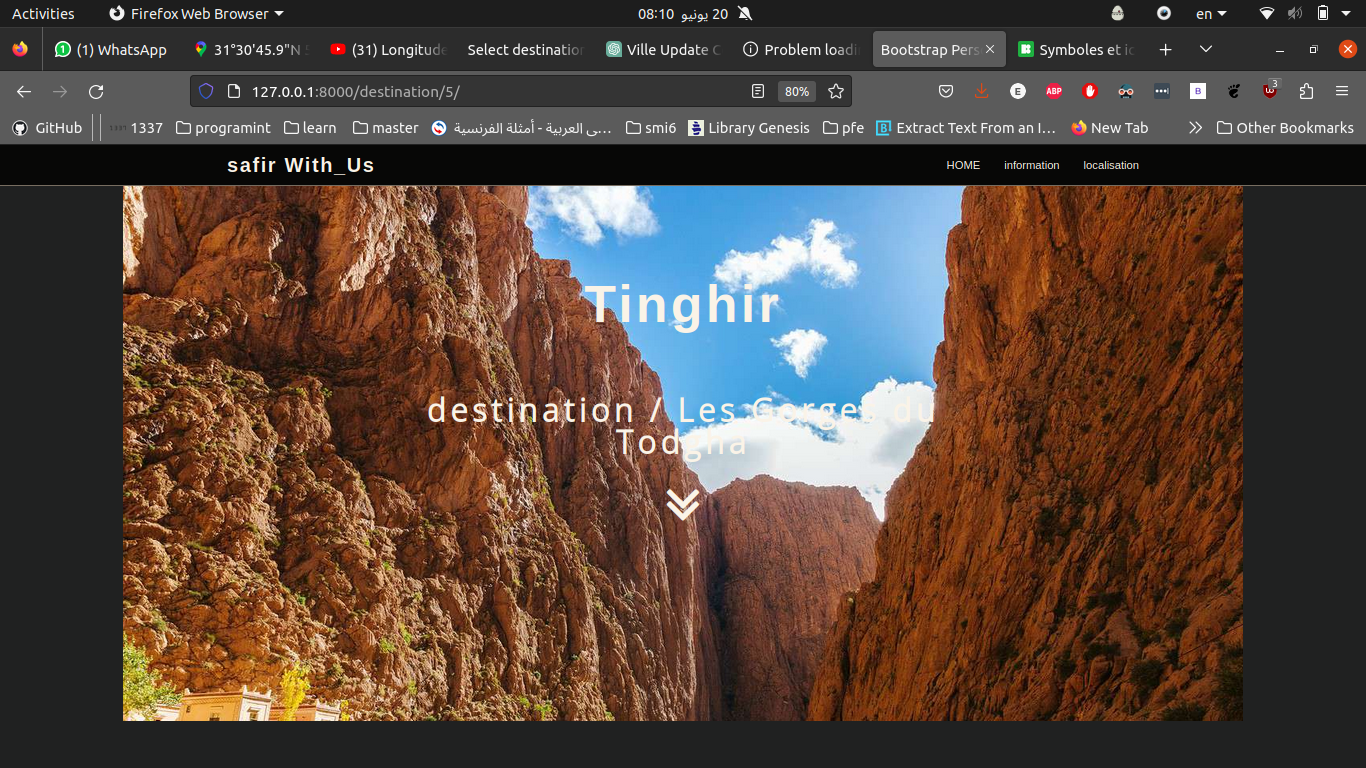 Activities
Firefox Web Browser
20 يونيو 08:10
en
(1) WhatsApp
31°30'45.9"N
(31) Longitude
Select destination
Ville Update C
Problem loadi
Bootstrap Pers
Symboles et ic
127.0.0.1:8000/destination/5/
80%
E
ABP
B
3
GitHub
1337
programint
learn
master
ى العربية - أمثلة الفرنسية...
smi6
Library Genesis
pfe
Extract Text From an I...
New Tab
Other Bookmarks
safir With_Us
HOME
information
localisation
Tinghir
destination / Les Gorges du
Todgha